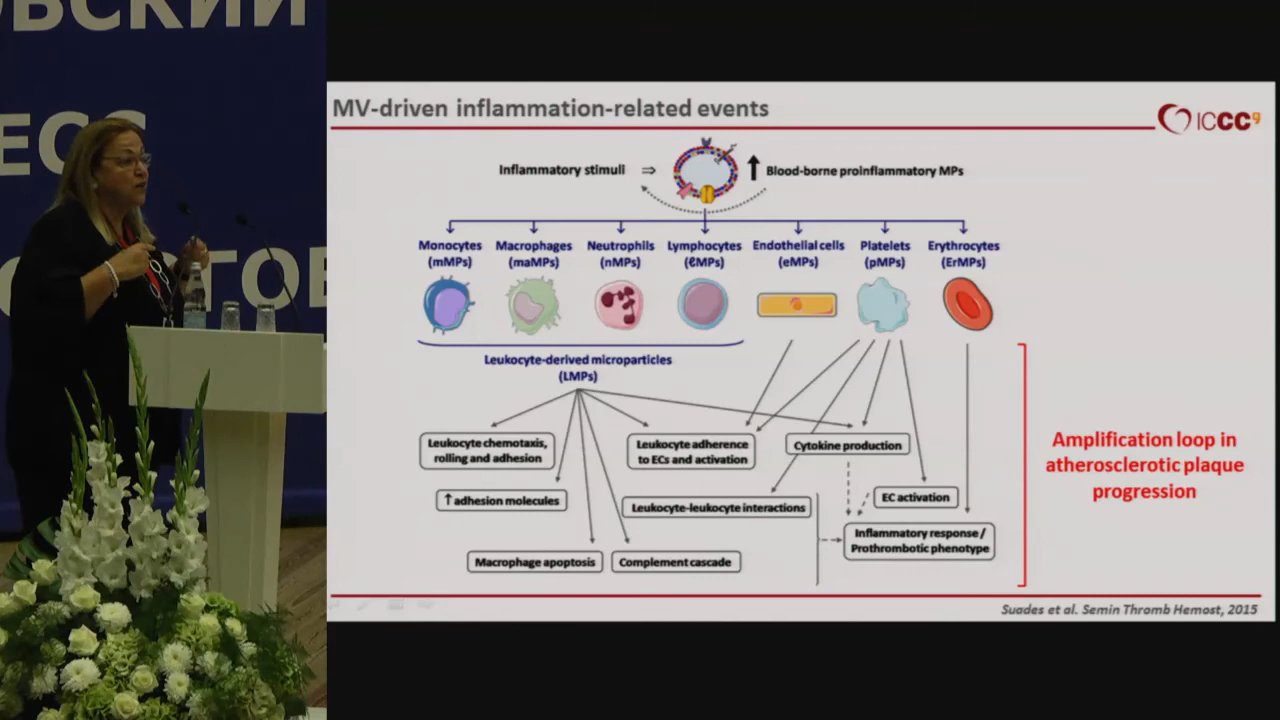 ОВСКИЙ
ЕСС
MV-driven inflammation-related events
ICCC9
Inflammatory stimuli ⇒ ↑ Blood-borne proinflammatory MPs
Monocytes
(mMPs)
Macrophages
(maMPs)
Neutrophils
(nMPs)
Lymphocytes
(ℓMPs)
Endothelial cells
(eMPs)
Platelets
(pMPs)
Erythrocytes
(ErMPs)
Leukocyte-derived microparticles
(LMPs)
Leukocyte chemotaxis,
rolling and adhesion
Leukocyte adherence
to ECs and activation
Cytokine production
↑ adhesion molecules
Leukocyte-leukocyte interactions
EC activation
Macrophage apoptosis
Complement cascade
Inflammatory response/
Prothrombotic phenotype
Amplification loop in
atherosclerotic plaque
progression
Suades et al. Semin Thromb Hemost, 2015